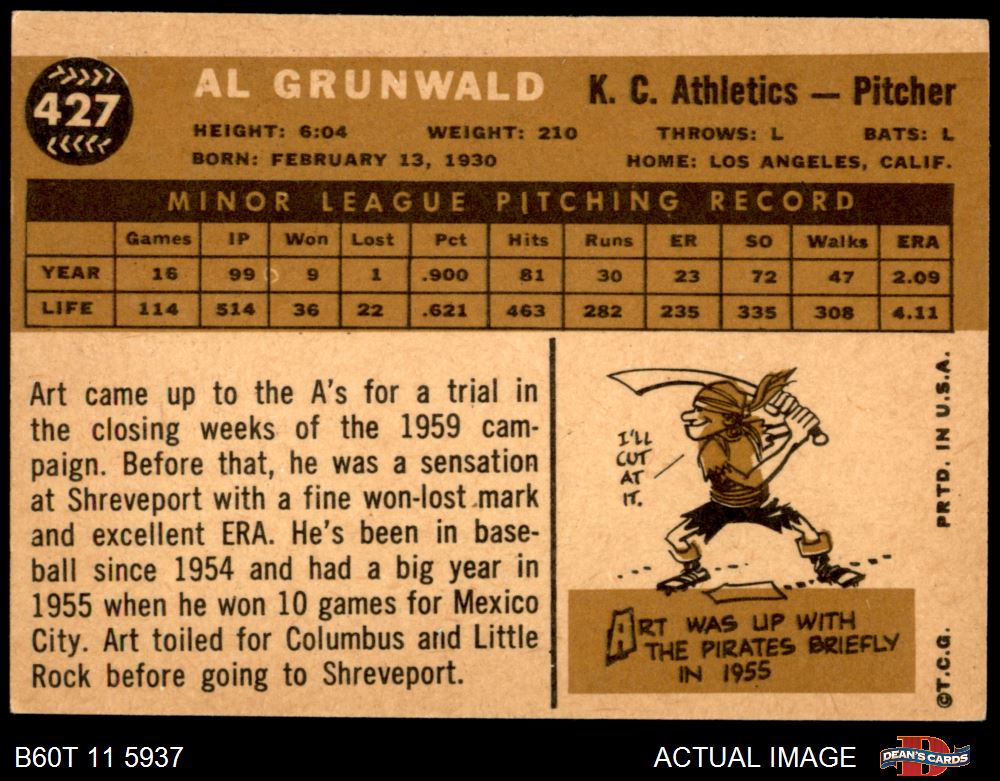 427
AL GRUNWALD
K. C. Athletics — Pitcher
HEIGHT: 6:04 WEIGHT: 210 THROWS: L BATS: L
BORN: FEBRUARY 13, 1930 HOME: LOS ANGELES, CALIF.
MINOR LEAGUE PITCHING RECORD
Games IP Won Lost Pct Hits Runs ER SO Walks ERA
YEAR 16 99 9 1 .900 81 30 23 72 47 2.09
LIFE 114 514 36 22 .621 463 282 235 335 308 4.11
Art came up to the A's for a trial in
the closing weeks of the 1959 cam-
paign. Before that, he was a sensation
at Shreveport with a fine won-lost mark
and excellent ERA. He's been in base-
ball since 1954 and had a big year in
1955 when he won 10 games for Mexico
City. Art toiled for Columbus and Little
Rock before going to Shreveport.
I'LL
CUT
AT
IT.
ART WAS UP WITH
THE PIRATES BRIEFLY
IN 1955
©T.C.G. PRTD. IN U.S.A.
B60T 11 5937
ACTUAL IMAGE
DEAN'S CARDS